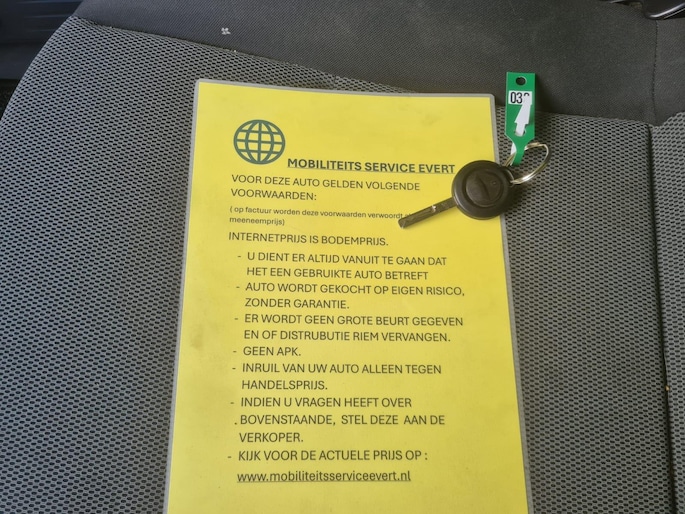 03
MOBILITEITS SERVICE EVERT
VOOR DEZE AUTO GELDEN VOLGENDE
VOORWAARDEN:
( op factuur worden deze voorwaarden verwoordt
meeneemprijs)
INTERNETPRIJS IS BODEMPRIJS.
- U DIENT ER ALTIJD VANUIT TE GAAN DAT
HET EEN GEBRUIKTE AUTO BETREFT
- AUTO WORDT GEKOCHT OP EIGEN RISICO,
ZONDER GARANTIE.
- ER WORDT GEEN GROTE BEURT GEGEVEN
EN OF DISTRUBUTIE RIEM VERVANGEN.
- GEEN APK.
- INRUIL VAN UW AUTO ALLEEN TEGEN
HANDELSPRIJS.
- INDIEN U VRAGEN HEEFT OVER
. BOVENSTAANDE, STEL DEZE AAN DE
VERKOPER.
- KIJK VOOR DE ACTUELE PRIJS OP :
www.mobiliteitsserviceevert.nl